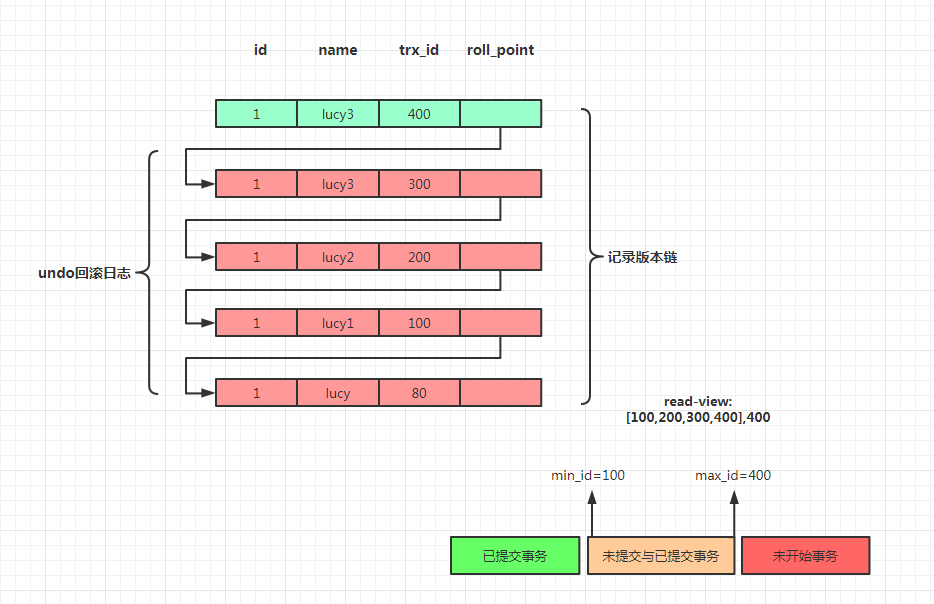 id name trx_id roll_point
1 lucy3 400
1 lucy3 300
1 lucy2 200
1 lucy1 100
1 lucy 80
undo回滚日志
记录版本链
read-view:
[100,200,300,400],400
min_id=100 max_id=400
已提交事务 未提交与已提交事务 未开始事务